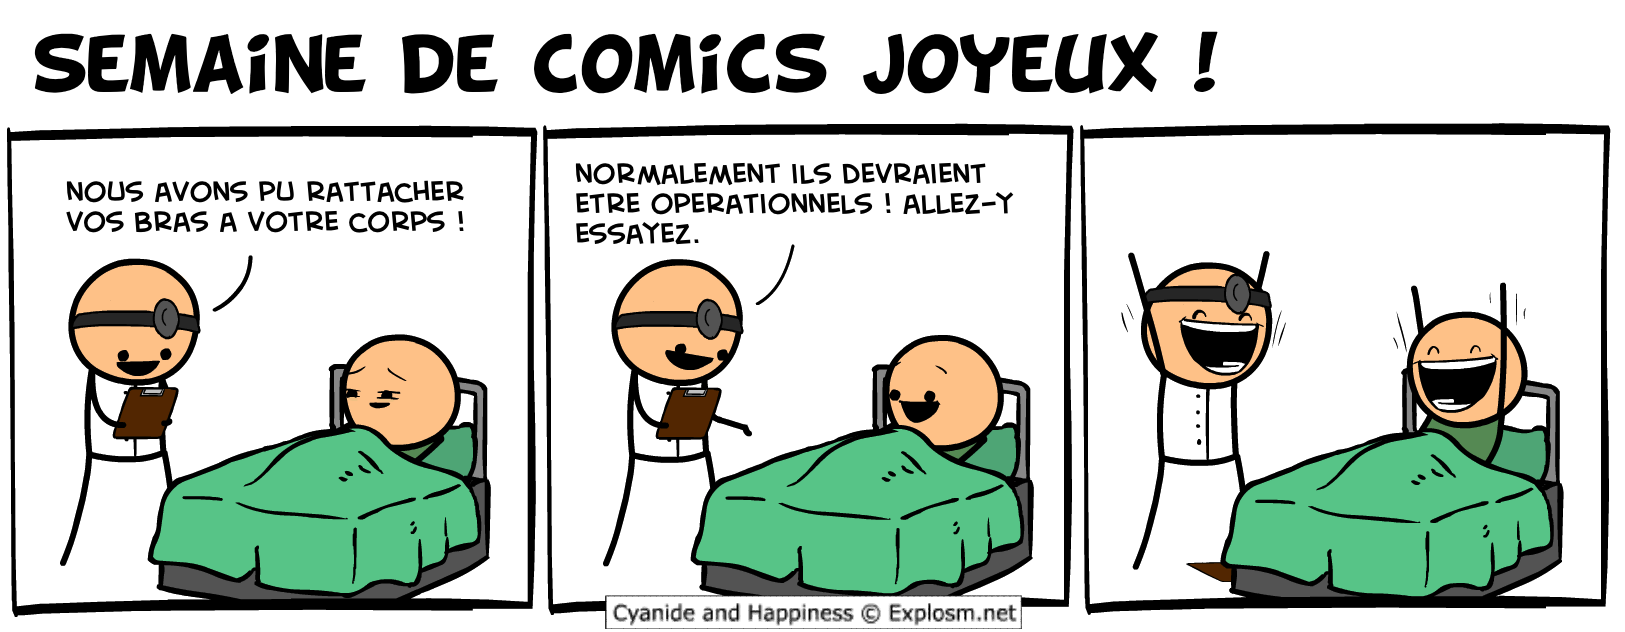 SEMAINE DE COMICS JOYEUX !
NOUS AVONS PU RATTACHER
VOS BRAS A VOTRE CORPS !
NORMALEMENT ILS DEVRAIENT
ETRE OPERATIONNELS ! ALLEZ-Y
ESSAYEZ.
Cyanide and Happiness © Explosm.net